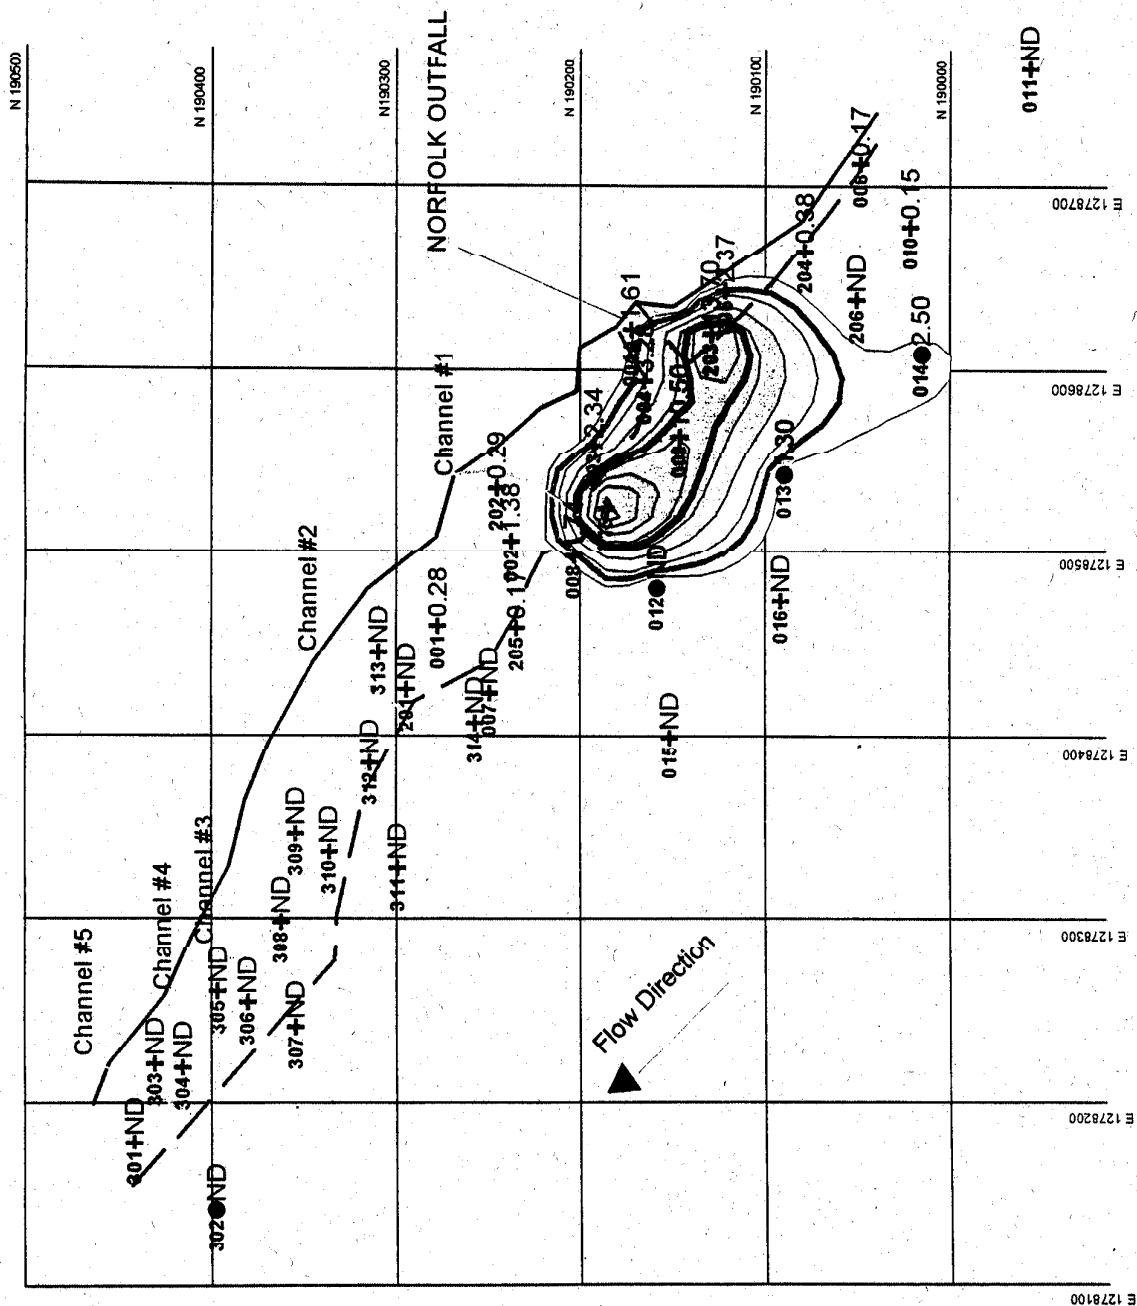 N 190500
N 190400
N190300
N 190200
N 190100
N 190000
011+ND
NORFOLK OUTFALL
006+0.17
E 1278700
010+0.15
204+0.38
206+ND
014 2.50
Channel #1
E 1278600
202+0.29
002+1.38
013 1.30
Channel #2
008
012 ND
E 1278500
016+ND
313+ND
001+0.28
205+0.17
201+ND
007+ND
314+ND
015+ND
312+ND
E 1278400
309+ND
310+ND
311+ND
Channel #3
Channel #4
308+ND
E 1278300
Channel #5
305+ND
306+ND
307+ND
Flow Direction
303+ND
304+ND
301+ND
E 1278200
302 ND
E 1278100